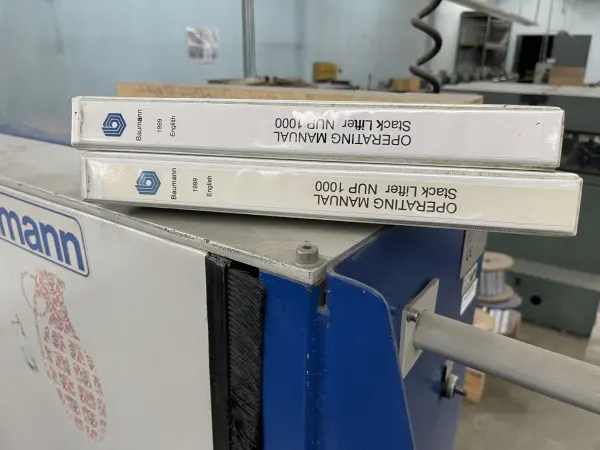 OPERATING MANUAL
Stack Lifter NUP 1000
Baumann
1999
English
OPERATING MANUAL
Stack Lifter NUP 1000
Baumann
1999
English
mann